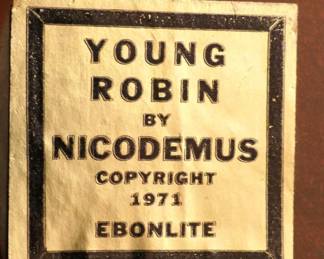 YOUNG
ROBIN
BY
NICODEMUS
COPYRIGHT
1971
EBONLITE